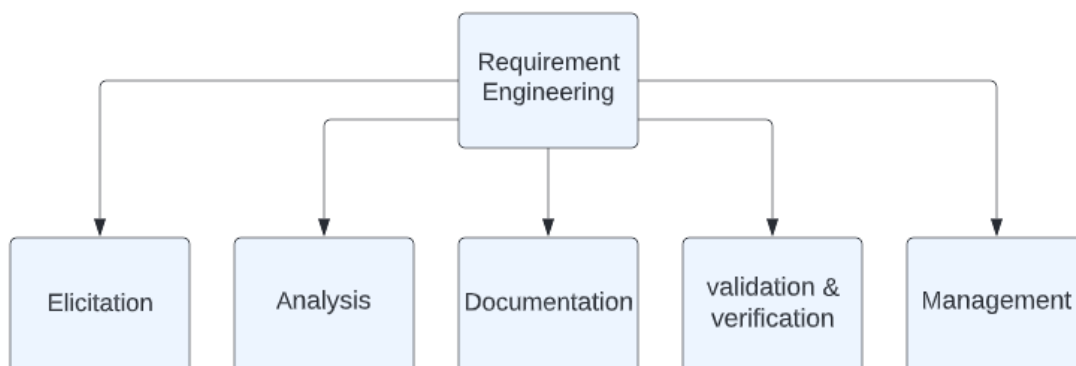 Requirement
Engineering
Elicitation
Analysis
Documentation
validation &
verification
Management